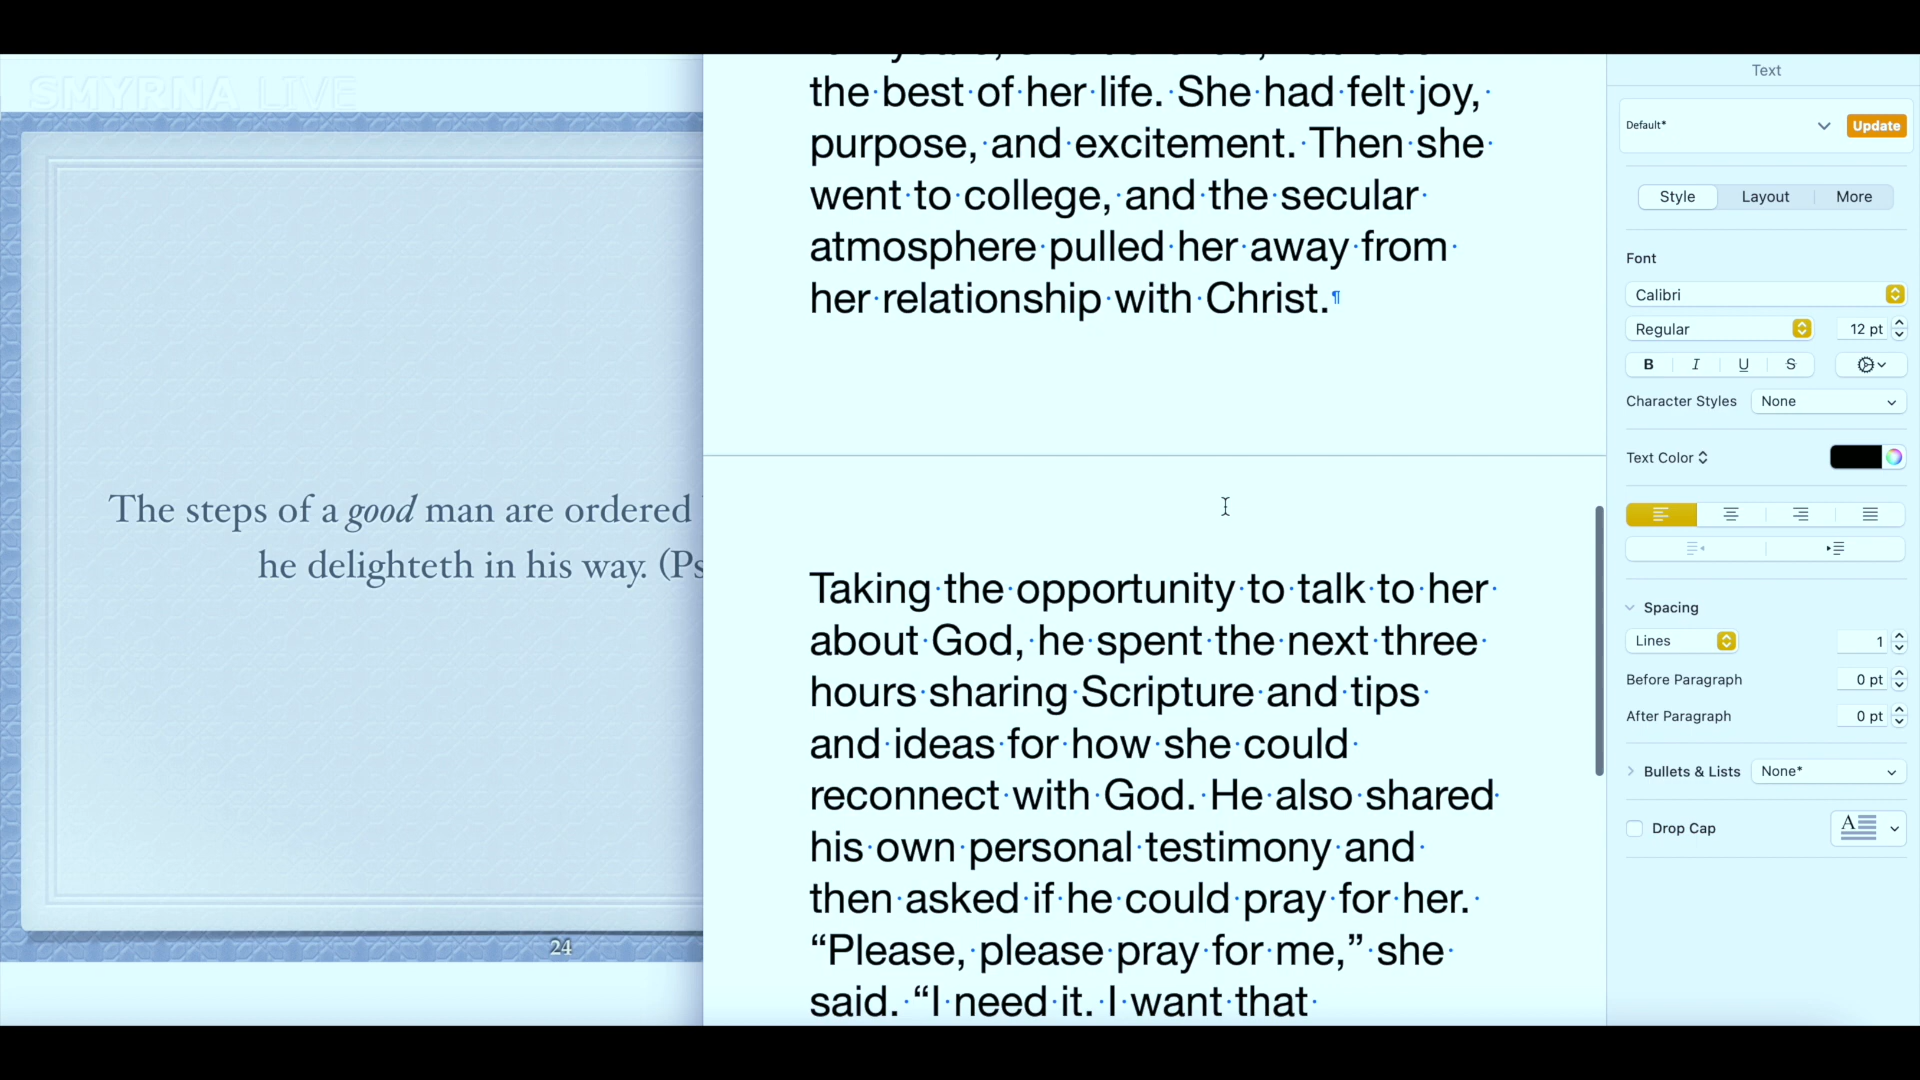 SMYRNA LIVE
The steps of a good man are ordered
he delighteth in his way. (Ps
24
the best of her life. She had felt joy,
purpose, and excitement. Then she
went to college, and the secular
atmosphere pulled her away from
her relationship with Christ.¶
Taking the opportunity to talk to her
about God, he spent the next three
hours sharing Scripture and tips
and ideas for how she could
reconnect with God. He also shared
his own personal testimony and
then asked if he could pray for her.
“Please, please pray for me,” she
said. “I need it. I want that
Text
Default*
Update
Style Layout More
Font
Calibri
Regular 12 pt
B I U S
Character Styles None
Text Color
Spacing
Lines 1
Before Paragraph 0 pt
After Paragraph 0 pt
Bullets & Lists None*
Drop Cap A